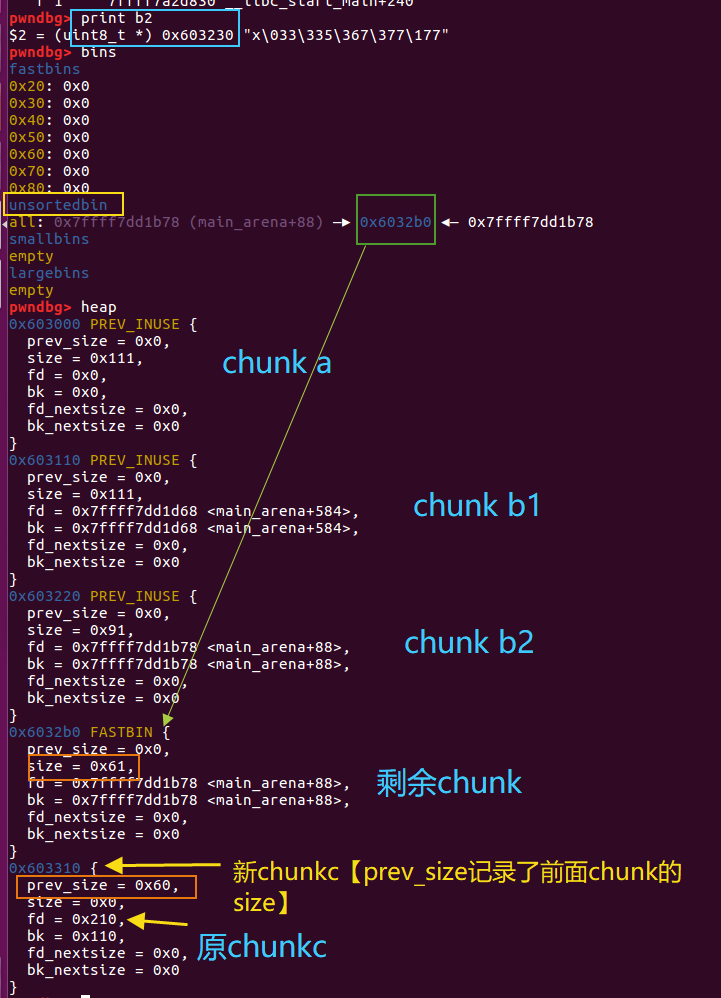 pwndbg> print b2
$2 = (uint8_t *) 0x603230 "x\033\335\367\377\177"
pwndbg> bins
fastbins
0x20: 0x0
0x30: 0x0
0x40: 0x0
0x50: 0x0
0x60: 0x0
0x70: 0x0
0x80: 0x0
unsortedbin
all: 0x7ffff7dd1b78 (main_arena+88) —▸ 0x6032b0 ◂— 0x7ffff7dd1b78
smallbins
empty
largebins
empty
pwndbg> heap
0x603000 PREV_INUSE {
prev_size = 0x0,
size = 0x111,
fd = 0x0,
bk = 0x0,
fd_nextsize = 0x0,
bk_nextsize = 0x0
}
chunk a
0x603110 PREV_INUSE {
prev_size = 0x0,
size = 0x111,
fd = 0x7ffff7dd1d68 <main_arena+584>,
bk = 0x7ffff7dd1d68 <main_arena+584>,
fd_nextsize = 0x0,
bk_nextsize = 0x0
}
chunk b1
0x603220 PREV_INUSE {
prev_size = 0x0,
size = 0x91,
fd = 0x7ffff7dd1b78 <main_arena+88>,
bk = 0x7ffff7dd1b78 <main_arena+88>,
fd_nextsize = 0x0,
bk_nextsize = 0x0
}
chunk b2
0x6032b0 FASTBIN {
prev_size = 0x0,
size = 0x61,
fd = 0x7ffff7dd1b78 <main_arena+88>,
bk = 0x7ffff7dd1b78 <main_arena+88>,
fd_nextsize = 0x0,
bk_nextsize = 0x0
}
剩余chunk
0x603310 {
prev_size = 0x60,
size = 0x0,
fd = 0x210,
bk = 0x110,
fd_nextsize = 0x0,
bk_nextsize = 0x0
}
新chunkc【prev_size记录了前面chunk的
size】
原chunkc